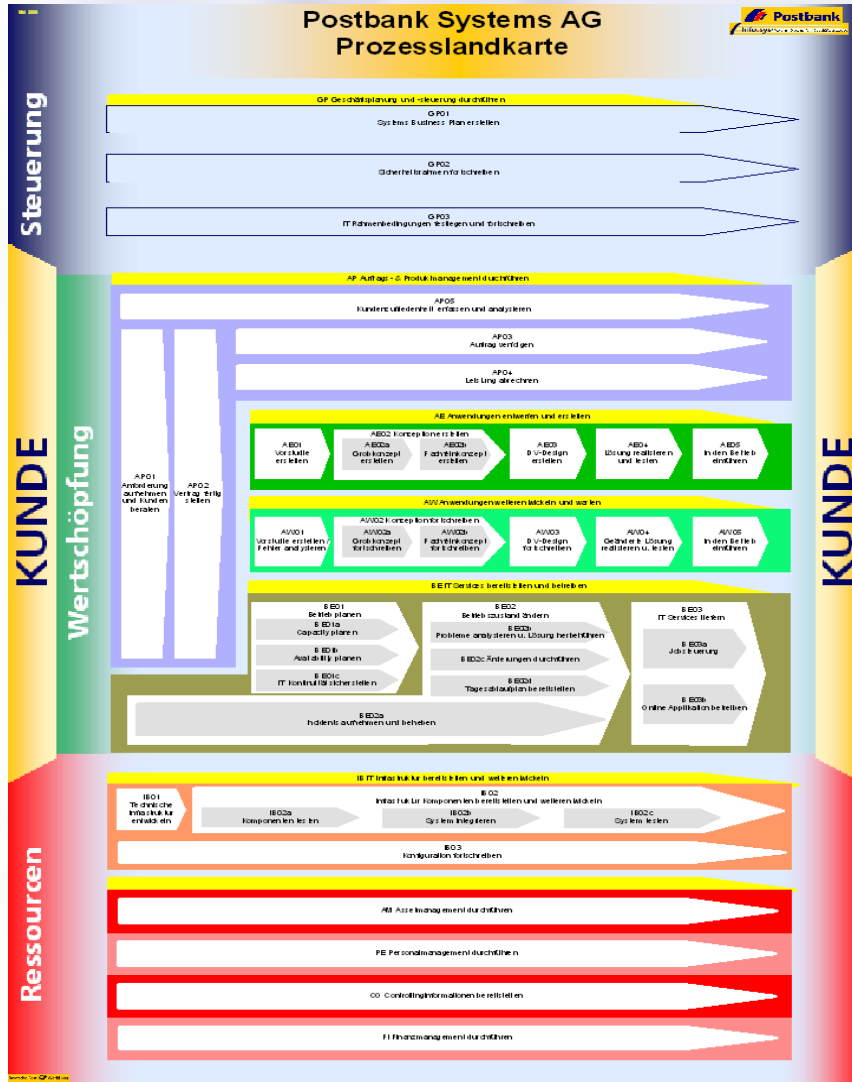 Postbank Systems AG
Prozesslandkarte
Postbank
Steuerung
GP Geschäftsplanung und -steuerung durchführen
GP01
Systems Business Plan erstellen
GP02
Sicherheitsrahmen fortschreiben
GP03
IT Rahmenbedingungen festlegen und fortschreiben
KUNDE
Wertschöpfung
KUNDE
AP Auftrags- & Produktmanagement durchführen
AP05
Kundenzufriedenheit erfassen und analysieren
AP03
Auftrag verfolgen
AP04
Leistung abrechnen
AP01
Anforderung
aufnehmen
und Kunden
beraten
AP02
Vertrag fertig
stellen
AE Anwendungen entwerfen und erstellen
AE01
Vorstudie
erstellen
AE02 Konzeption erstellen
AE02a
Grobkonzept
erstellen
AE02b
Fachfeinkonzept
erstellen
AE03
DV-Design
erstellen
AE04
Lösung realisieren
und testen
AE05
In den Betrieb
einführen
AW Anwendungen weiterentwickeln und warten
AW01
Vorstudie erstellen /
Fehler analysieren
AW02 Konzeption fortschreiben
AW02a
Grobkonzept
fortschreiben
AW02b
Fachfeinkonzept
fortschreiben
AW03
DV-Design
fortschreiben
AW04
Geänderte Lösung
realisieren u. testen
AW05
In den Betrieb
einführen
BE IT Services bereitstellen und betreiben
BE01
Betrieb planen
BE01a
Capacity planen
BE01b
Availability planen
BE01c
IT Kontinuität sicherstellen
BE02
Betriebszustand ändern
BE02b
Probleme analysieren u. Lösung herbeiführen
BE02c Änderungen durchführen
BE02d
Tagesablaufplan bereitstellen
BE03
IT Services liefern
BE03a
Jobsteuerung
BE03b
Online Applikation betreiben
BE02a
Incidents aufnehmen und beheben
Ressourcen
IB IT Infrastruktur bereitstellen und weiterentwickeln
IB01
Technische
Infrastruktur
entwickeln
IB02
Infrastruktur Komponenten bereitstellen und weiterentwickeln
IB02a
Komponenten testen
IB02b
System integrieren
IB02c
System testen
IB03
Konfiguration fortschreiben
AM Assetmanagement durchführen
PE Personalmanagement durchführen
CO Controllinginformationen bereitstellen
FI Finanzmanagement durchführen